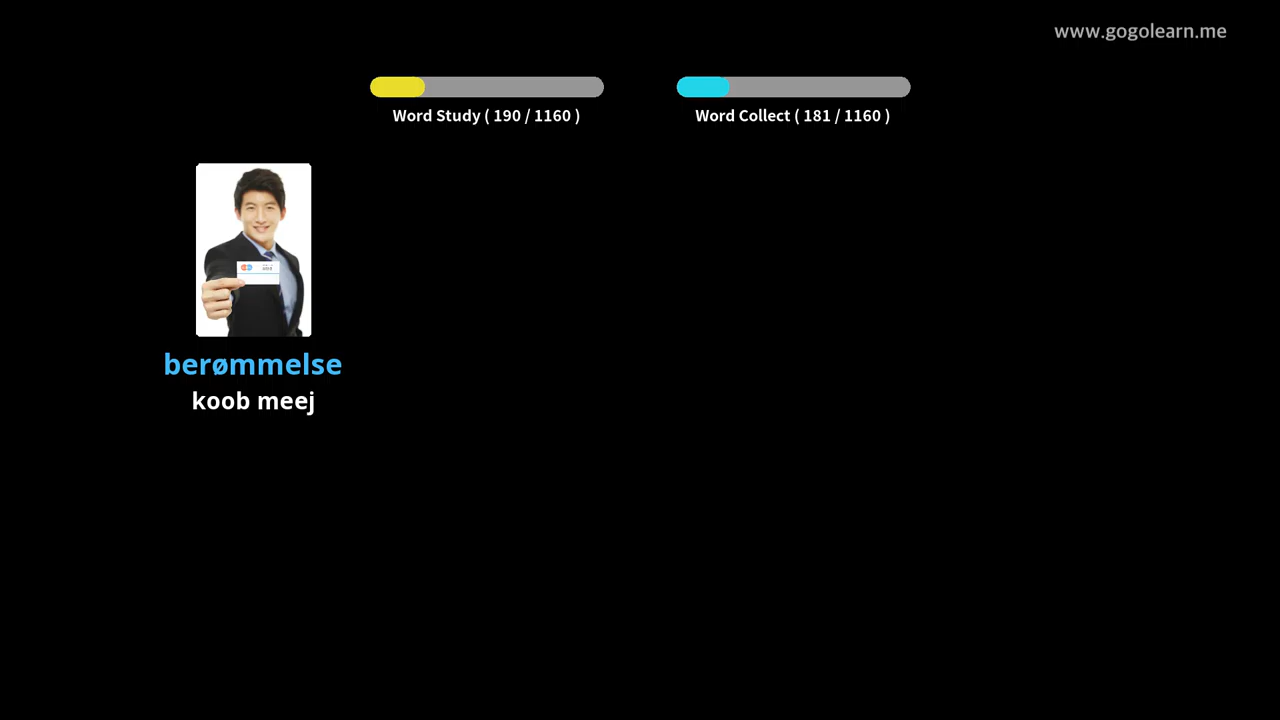 www.gogolearn.me
Word Study ( 190 / 1160 )
Word Collect ( 181 / 1160 )
berømmelse
koob meej